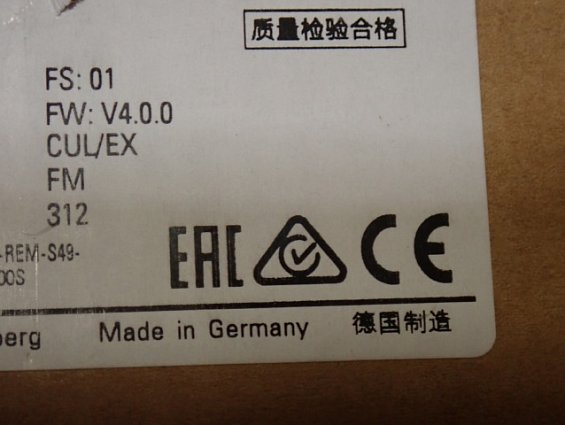 质量检验合格
FS: 01
FW: V4.0.0
CUL/EX
FM
312
-REM-S49-
00S
EAC CE
berg Made in Germany 德国制造